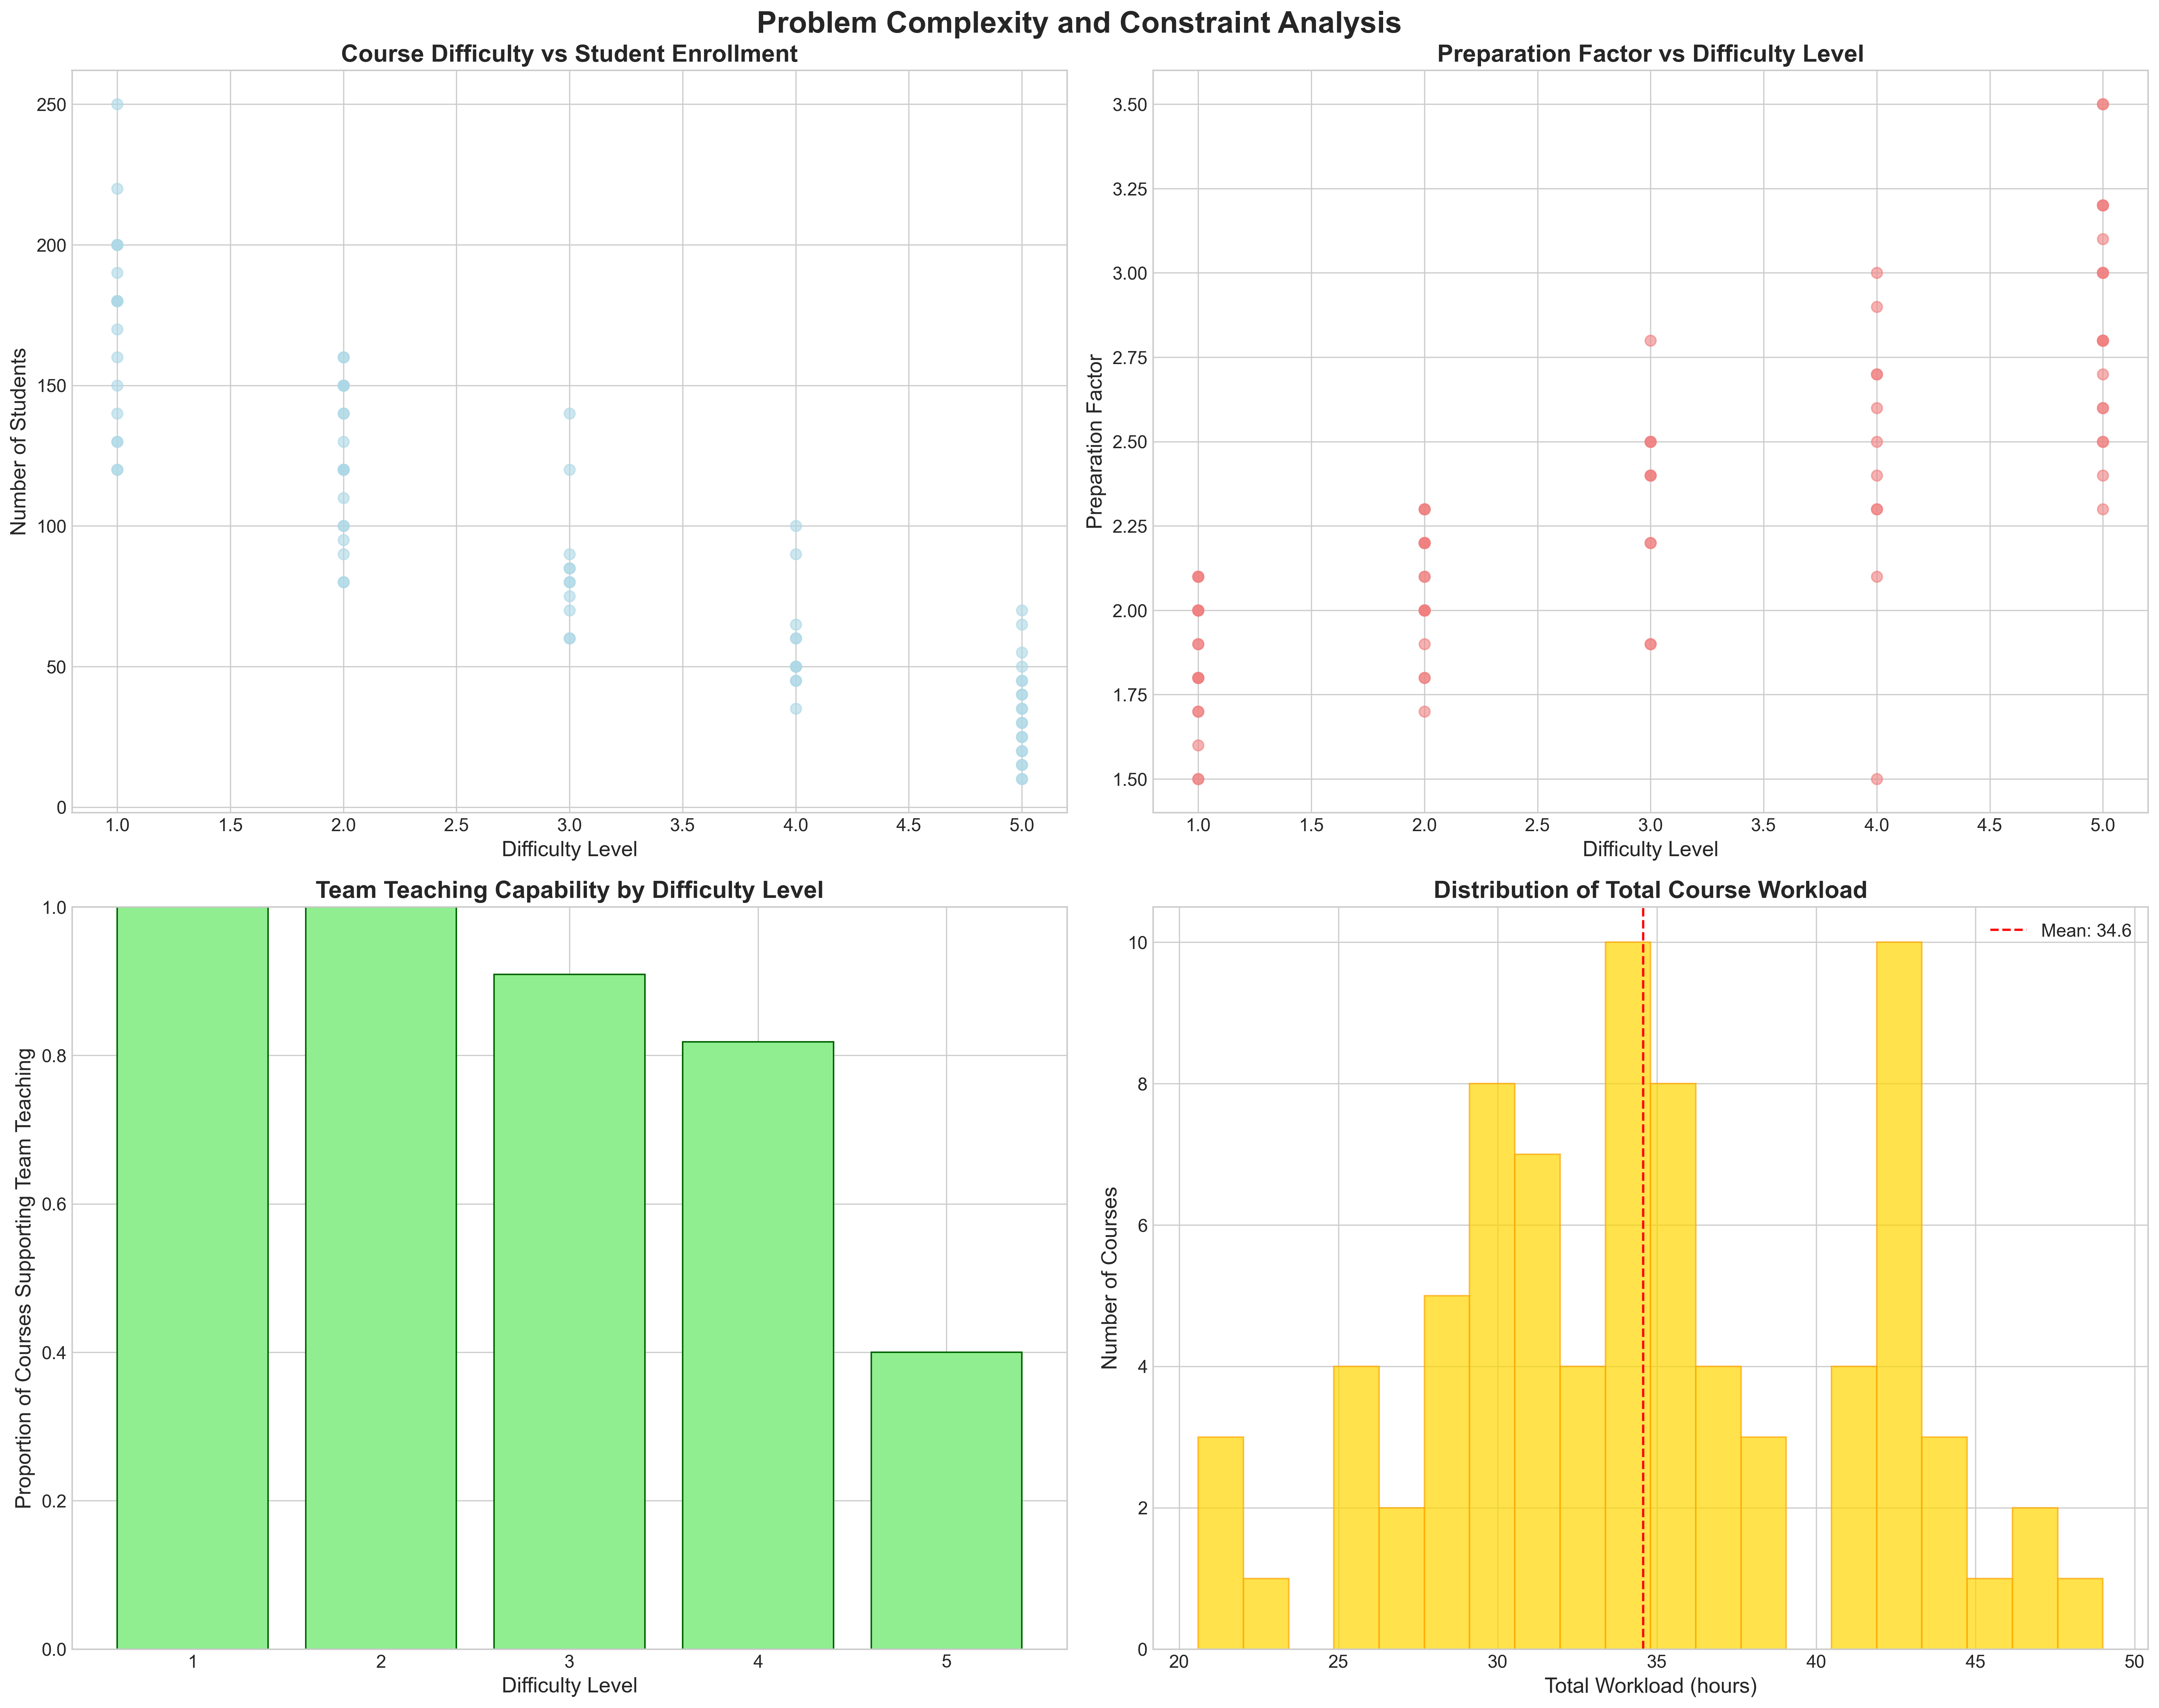 Problem Complexity and Constraint Analysis
Course Difficulty vs Student Enrollment
250
200
150
100
50
0
Number of Students
1.0 1.5 2.0 2.5 3.0 3.5 4.0 4.5 5.0
Difficulty Level
Preparation Factor vs Difficulty Level
3.50
3.25
3.00
2.75
2.50
2.25
2.00
1.75
1.50
Preparation Factor
1.0 1.5 2.0 2.5 3.0 3.5 4.0 4.5 5.0
Difficulty Level
Team Teaching Capability by Difficulty Level
1.0
0.8
0.6
0.4
0.2
0.0
Proportion of Courses Supporting Team Teaching
1 2 3 4 5
Difficulty Level
Distribution of Total Course Workload
Mean: 34.6
10
8
6
4
2
0
Number of Courses
20 25 30 35 40 45 50
Total Workload (hours)